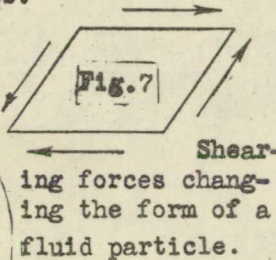 Fig.7
Shear-
ing forces chang-
ing the form of a
fluid particle.